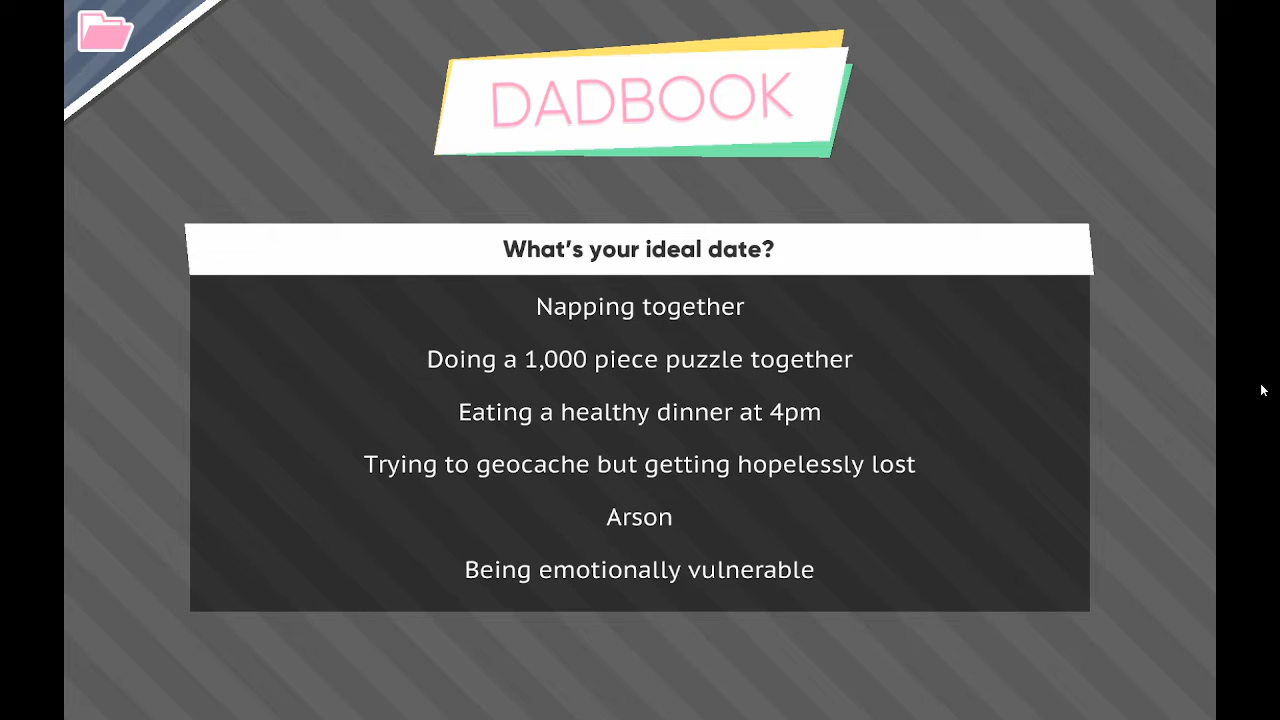 DADBOOK
What's your ideal date?
Napping together
Doing a 1,000 piece puzzle together
Eating a healthy dinner at 4pm
Trying to geocache but getting hopelessly lost
Arson
Being emotionally vulnerable